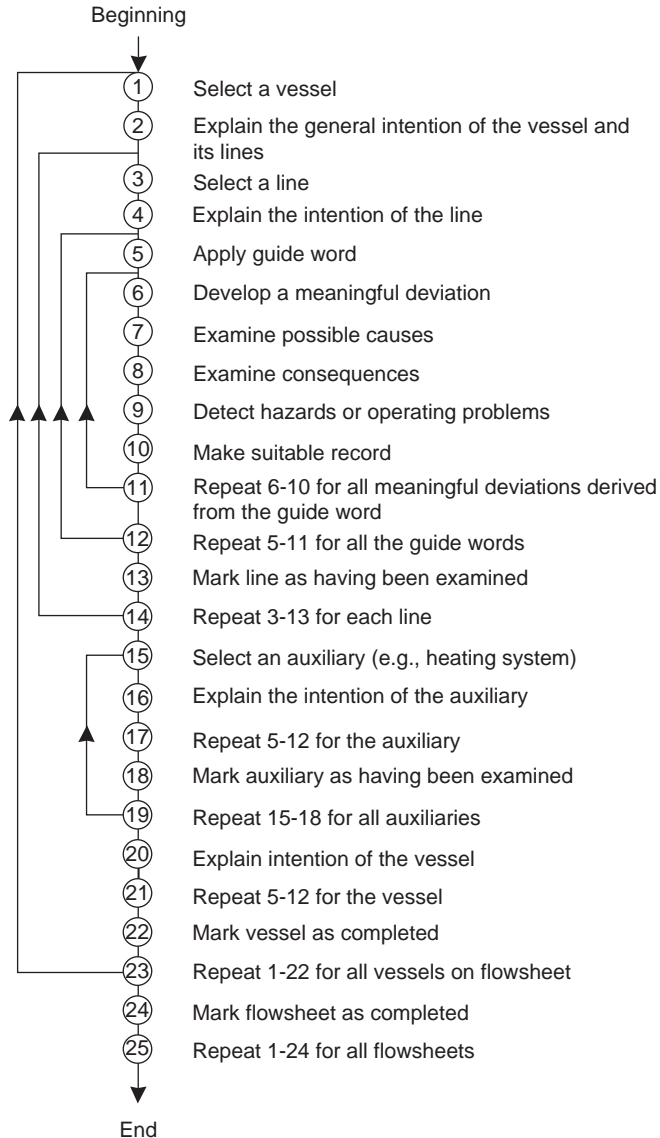 Beginning
1 Select a vessel
2 Explain the general intention of the vessel and
its lines
3 Select a line
4 Explain the intention of the line
5 Apply guide word
6 Develop a meaningful deviation
7 Examine possible causes
8 Examine consequences
9 Detect hazards or operating problems
10 Make suitable record
11 Repeat 6-10 for all meaningful deviations derived
from the guide word
12 Repeat 5-11 for all the guide words
13 Mark line as having been examined
14 Repeat 3-13 for each line
15 Select an auxiliary (e.g., heating system)
16 Explain the intention of the auxiliary
17 Repeat 5-12 for the auxiliary
18 Mark auxiliary as having been examined
19 Repeat 15-18 for all auxiliaries
20 Explain intention of the vessel
21 Repeat 5-12 for the vessel
22 Mark vessel as completed
23 Repeat 1-22 for all vessels on flowsheet
24 Mark flowsheet as completed
25 Repeat 1-24 for all flowsheets
End